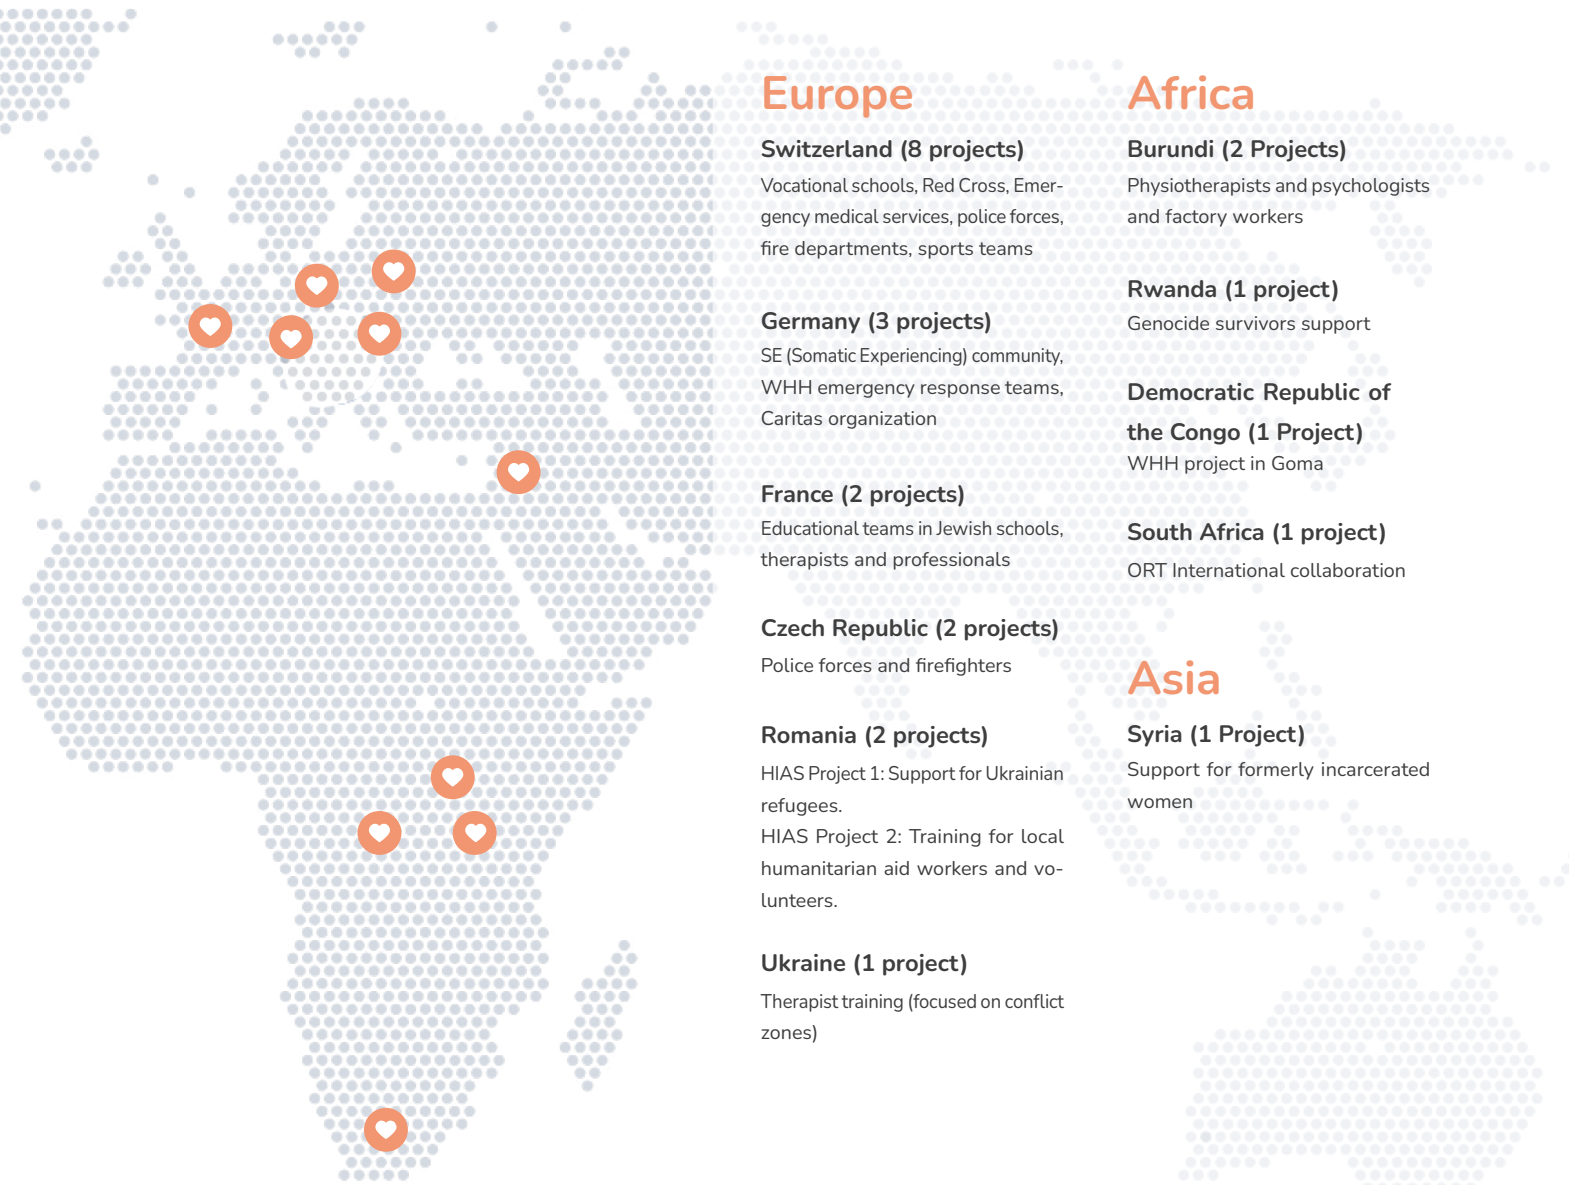 Europe
Switzerland (8 projects)
Vocational schools, Red Cross, Emer-
gency medical services, police forces,
fire departments, sports teams
Germany (3 projects)
SE (Somatic Experiencing) community,
WHH emergency response teams,
Caritas organization
France (2 projects)
Educational teams in Jewish schools,
therapists and professionals
Czech Republic (2 projects)
Police forces and firefighters
Romania (2 projects)
HIAS Project 1: Support for Ukrainian
refugees.
HIAS Project 2: Training for local
humanitarian aid workers and vo-
lunteers.
Ukraine (1 project)
Therapist training (focused on conflict
zones)
Africa
Burundi (2 Projects)
Physiotherapists and psychologists
and factory workers
Rwanda (1 project)
Genocide survivors support
Democratic Republic of
the Congo (1 Project)
WHH project in Goma
South Africa (1 project)
ORT International collaboration
Asia
Syria (1 Project)
Support for formerly incarcerated
women